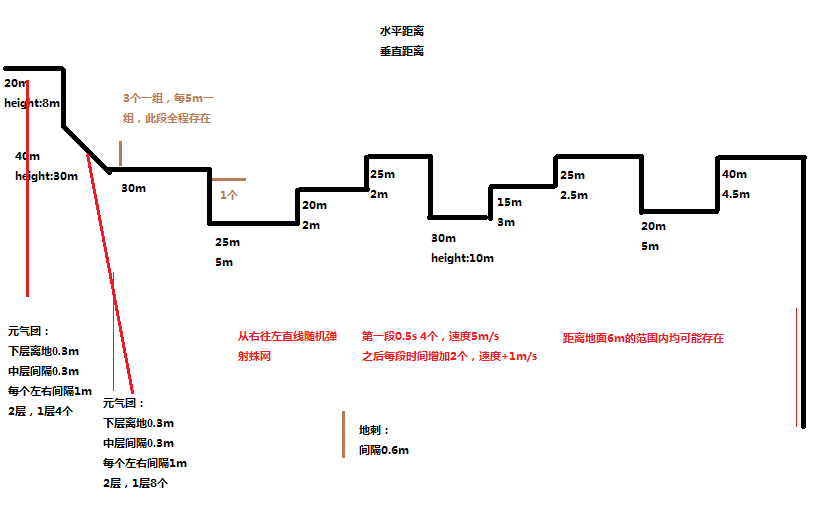 水平距离
垂直距离
20m
height:8m
3个一组，每5m一
组，此段全程存在
40m
height:30m
30m
1个
25m
5m
20m
2m
25m
2m
30m
height:10m
15m
3m
25m
2.5m
20m
5m
40m
4.5m
元气团：
下层离地0.3m
中层间隔0.3m
每个左右间隔1m
2层，1层4个
元气团：
下层离地0.3m
中层间隔0.3m
每个左右间隔1m
2层，1层8个
从右往左直线随机弹
射蛛网
第一段0.5s 4个，速度5m/s
之后每段时间增加2个，速度+1m/s
距离地面6m的范围内均可能存在
地刺：
间隔0.6m